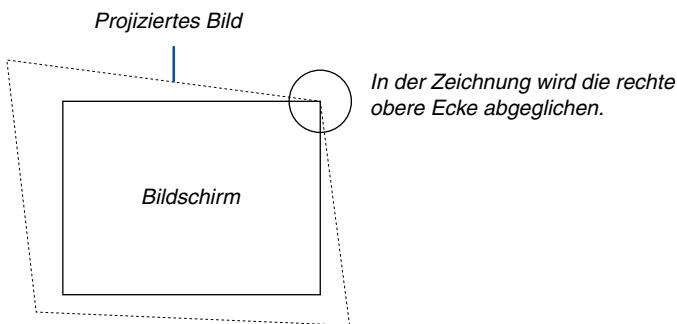 Projiziertes Bild
In der Zeichnung wird die rechte
obere Ecke abgeglichen.
Bildschirm